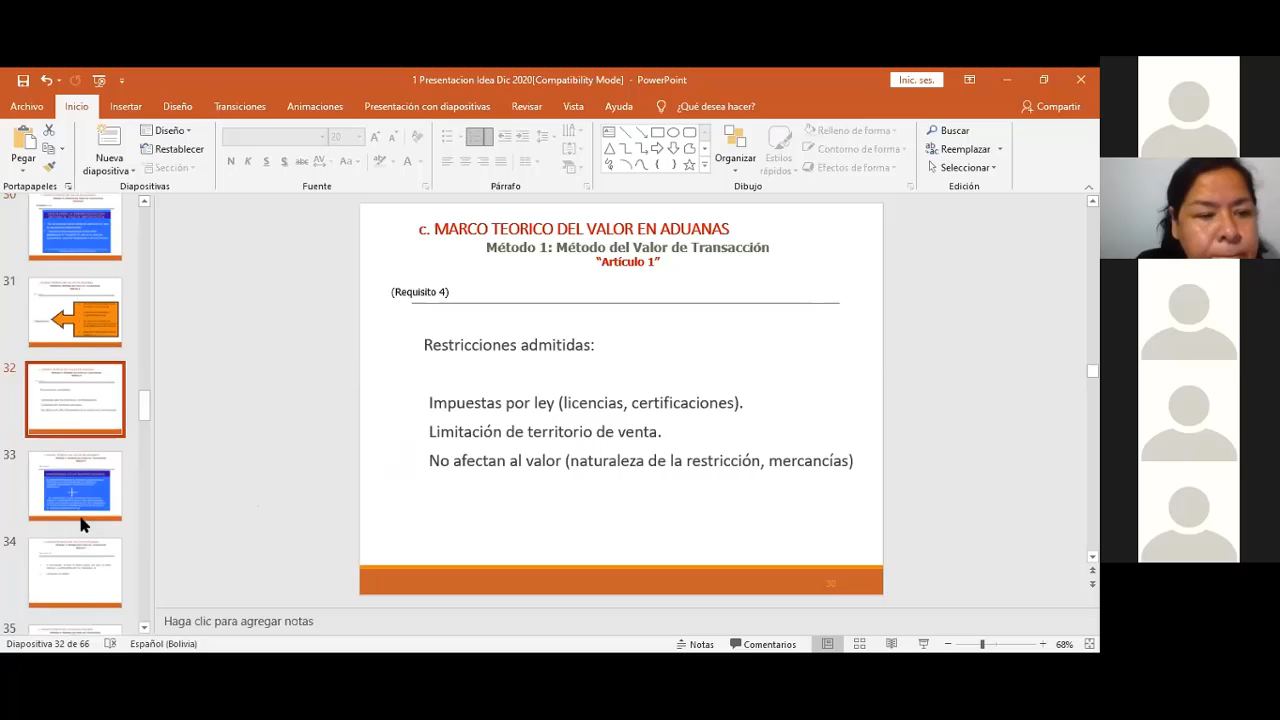 1 Presentacion Idea Dic 2020[Compatibility Mode] - PowerPoint
Inic. ses.
Archivo
Inicio
Insertar
Diseño
Transiciones
Animaciones
Presentación con diapositivas
Revisar
Vista
Ayuda
¿Qué desea hacer?
Compartir
Pegar
Nueva diapositiva
Diseño
Restablecer
Sección
20
N K S S abc AV Aa A
Organizar
Estilos rápidos
Relleno de forma
Contorno de forma
Efectos de forma
Buscar
Reemplazar
Seleccionar
Portapapeles
Diapositivas
Fuente
Párrafo
Dibujo
Edición
30
31
32
33
34
35
c. MARCO TEORICO DEL VALOR EN ADUANAS
Método 1: Método del Valor de Transacción
“Artículo 1”
(Requisito 4)
Restricciones admitidas:
Impuestas por ley (licencias, certificaciones).
Limitación de territorio de venta.
No afectan al valor (naturaleza de la restricción, mercancías)
30
Haga clic para agregar notas
Diapositiva 32 de 66
Español (Bolivia)
Notas
Comentarios
68%